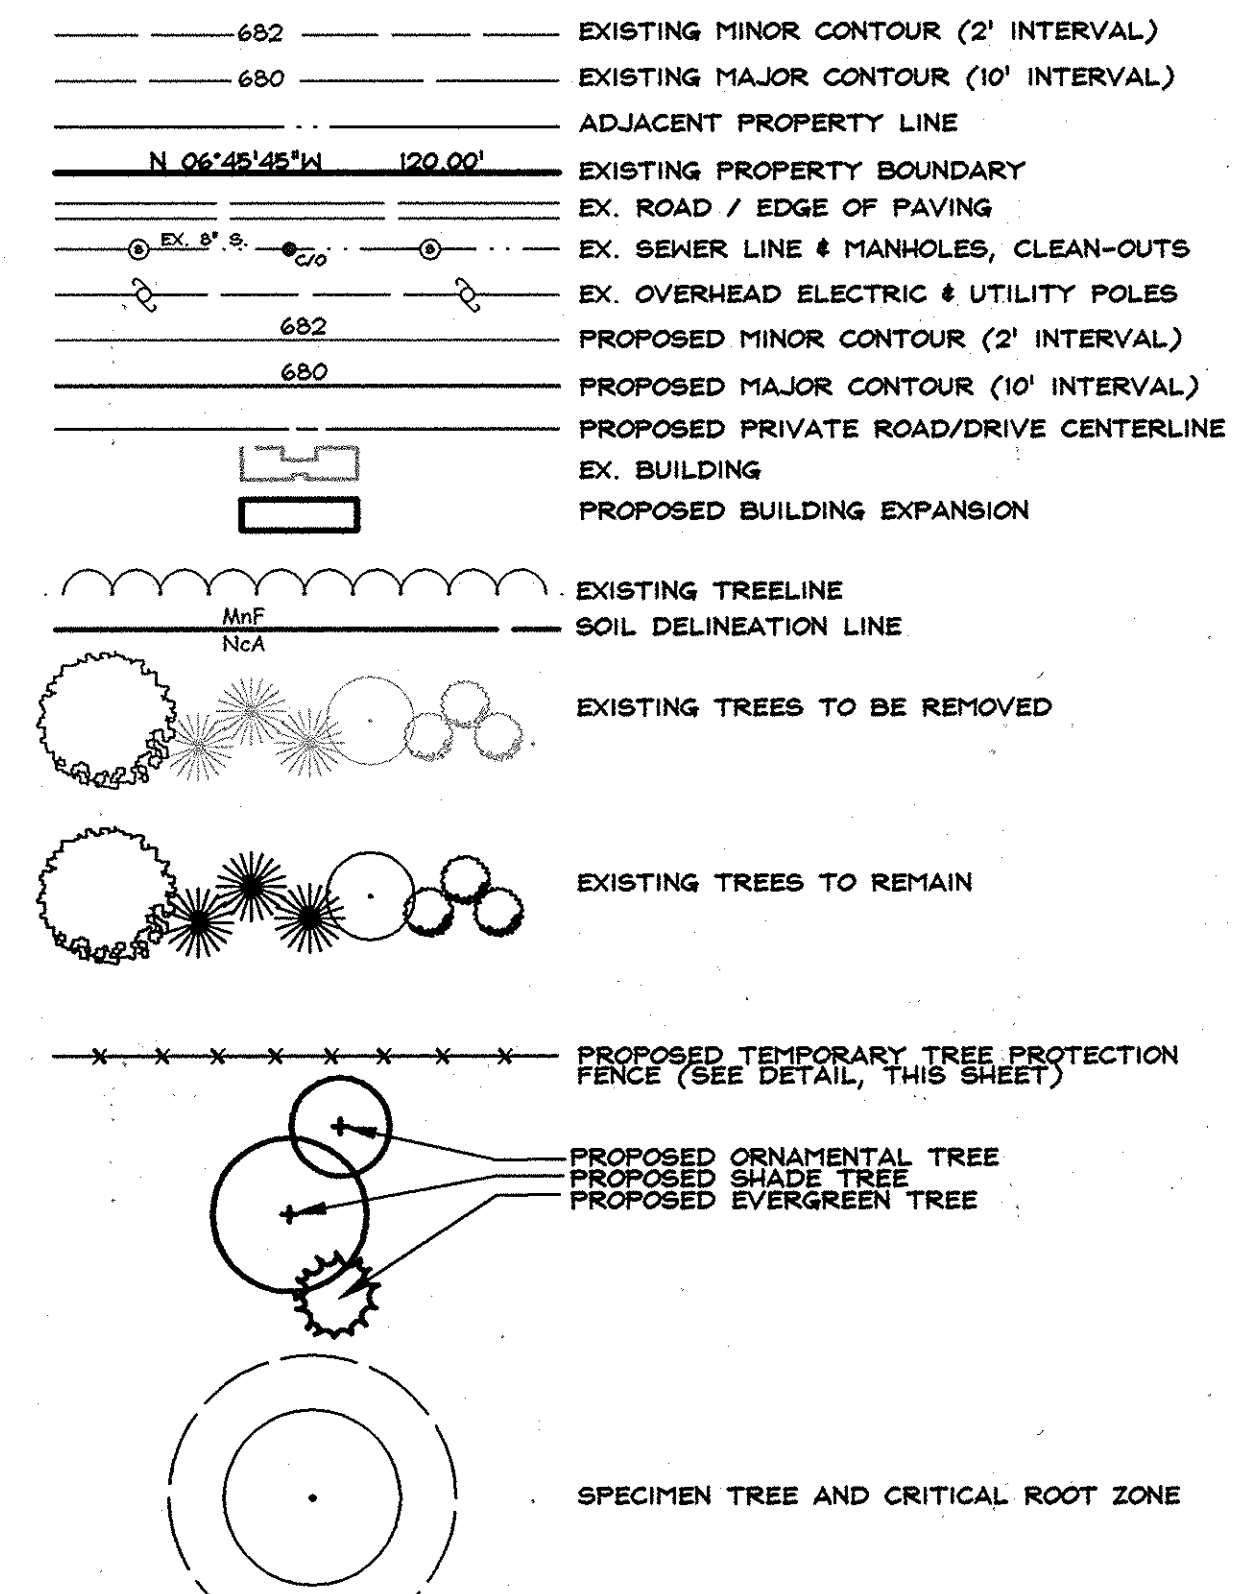 682 EXISTING MINOR CONTOUR (2' INTERVAL)
680 EXISTING MAJOR CONTOUR (10' INTERVAL)
ADJACENT PROPERTY LINE
N 06°45'45"W 120.00' EXISTING PROPERTY BOUNDARY
EX. ROAD / EDGE OF PAVING
S EX. 8" S. C/O S EX. SEWER LINE & MANHOLES, CLEAN-OUTS
EX. OVERHEAD ELECTRIC & UTILITY POLES
682 PROPOSED MINOR CONTOUR (2' INTERVAL)
680 PROPOSED MAJOR CONTOUR (10' INTERVAL)
PROPOSED PRIVATE ROAD/DRIVE CENTERLINE
EX. BUILDING
PROPOSED BUILDING EXPANSION
EXISTING TREELINE
MnF
SOIL DELINEATION LINE
NcA
EXISTING TREES TO BE REMOVED
EXISTING TREES TO REMAIN
PROPOSED TEMPORARY TREE PROTECTION
FENCE (SEE DETAIL, THIS SHEET)
PROPOSED ORNAMENTAL TREE
PROPOSED SHADE TREE
PROPOSED EVERGREEN TREE
SPECIMEN TREE AND CRITICAL ROOT ZONE